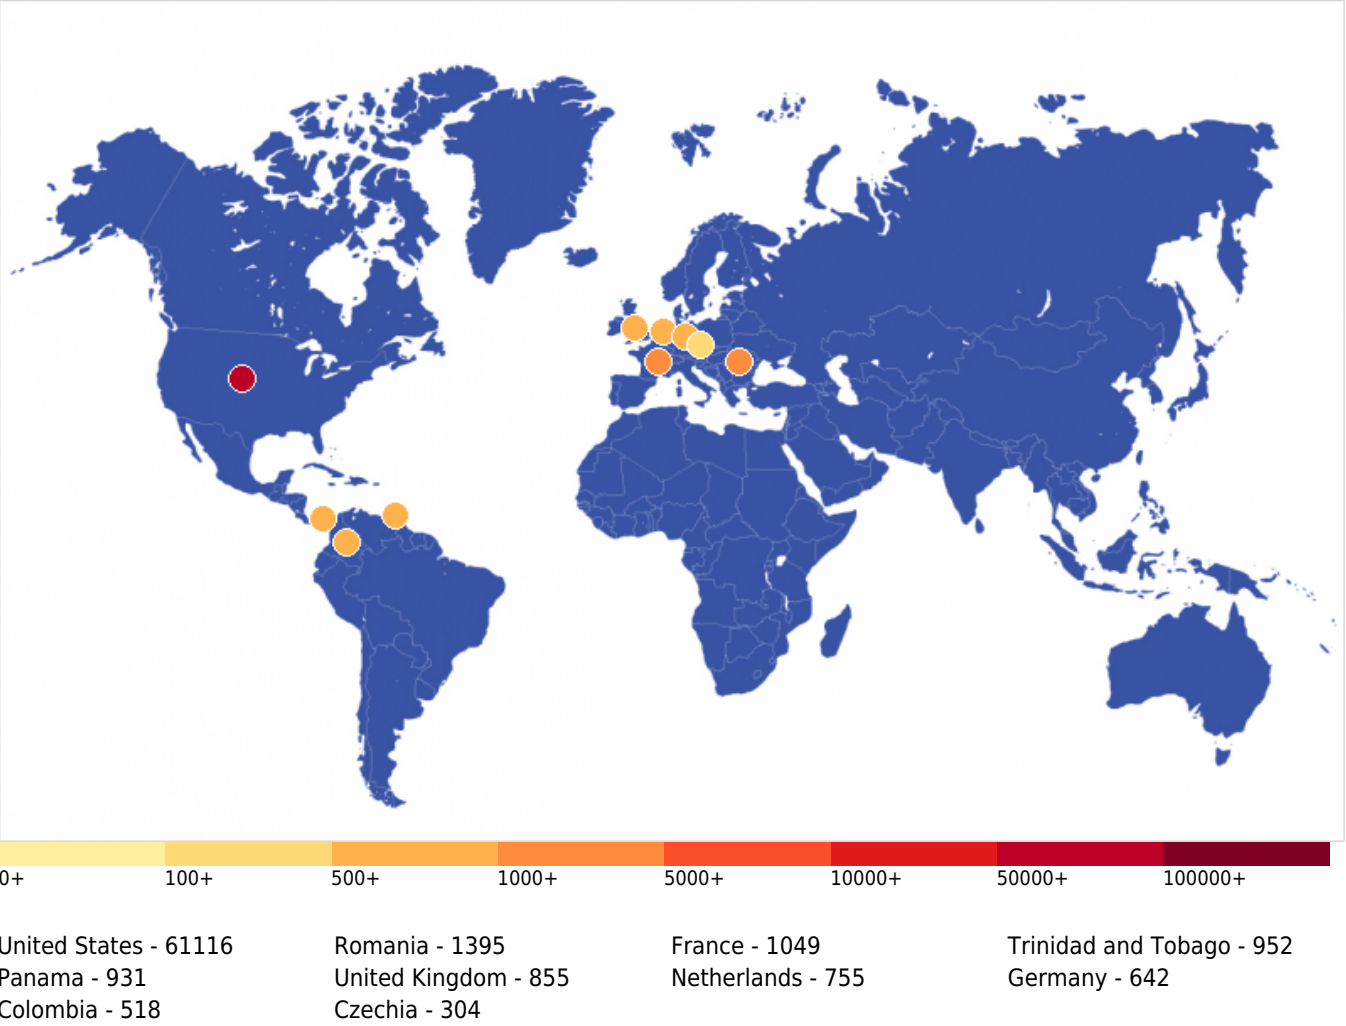 0+ 100+ 500+ 1000+ 5000+ 10000+ 50000+ 100000+
United States - 61116 Romania - 1395 France - 1049 Trinidad and Tobago - 952
Panama - 931 United Kingdom - 855 Netherlands - 755 Germany - 642
Colombia - 518 Czechia - 304